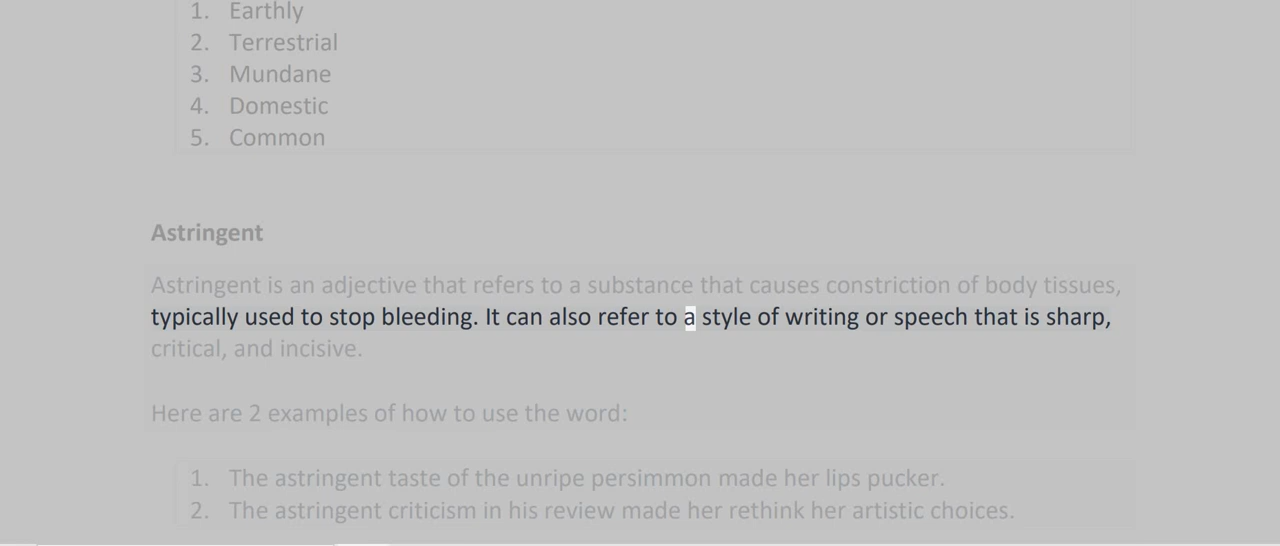 1. Earthly
2. Terrestrial
3. Mundane
4. Domestic
5. Common
Astringent
Astringent is an adjective that refers to a substance that causes constriction of body tissues,
typically used to stop bleeding. It can also refer to a style of writing or speech that is sharp,
critical, and incisive.
Here are 2 examples of how to use the word:
1. The astringent taste of the unripe persimmon made her lips pucker.
2. The astringent criticism in his review made her rethink her artistic choices.